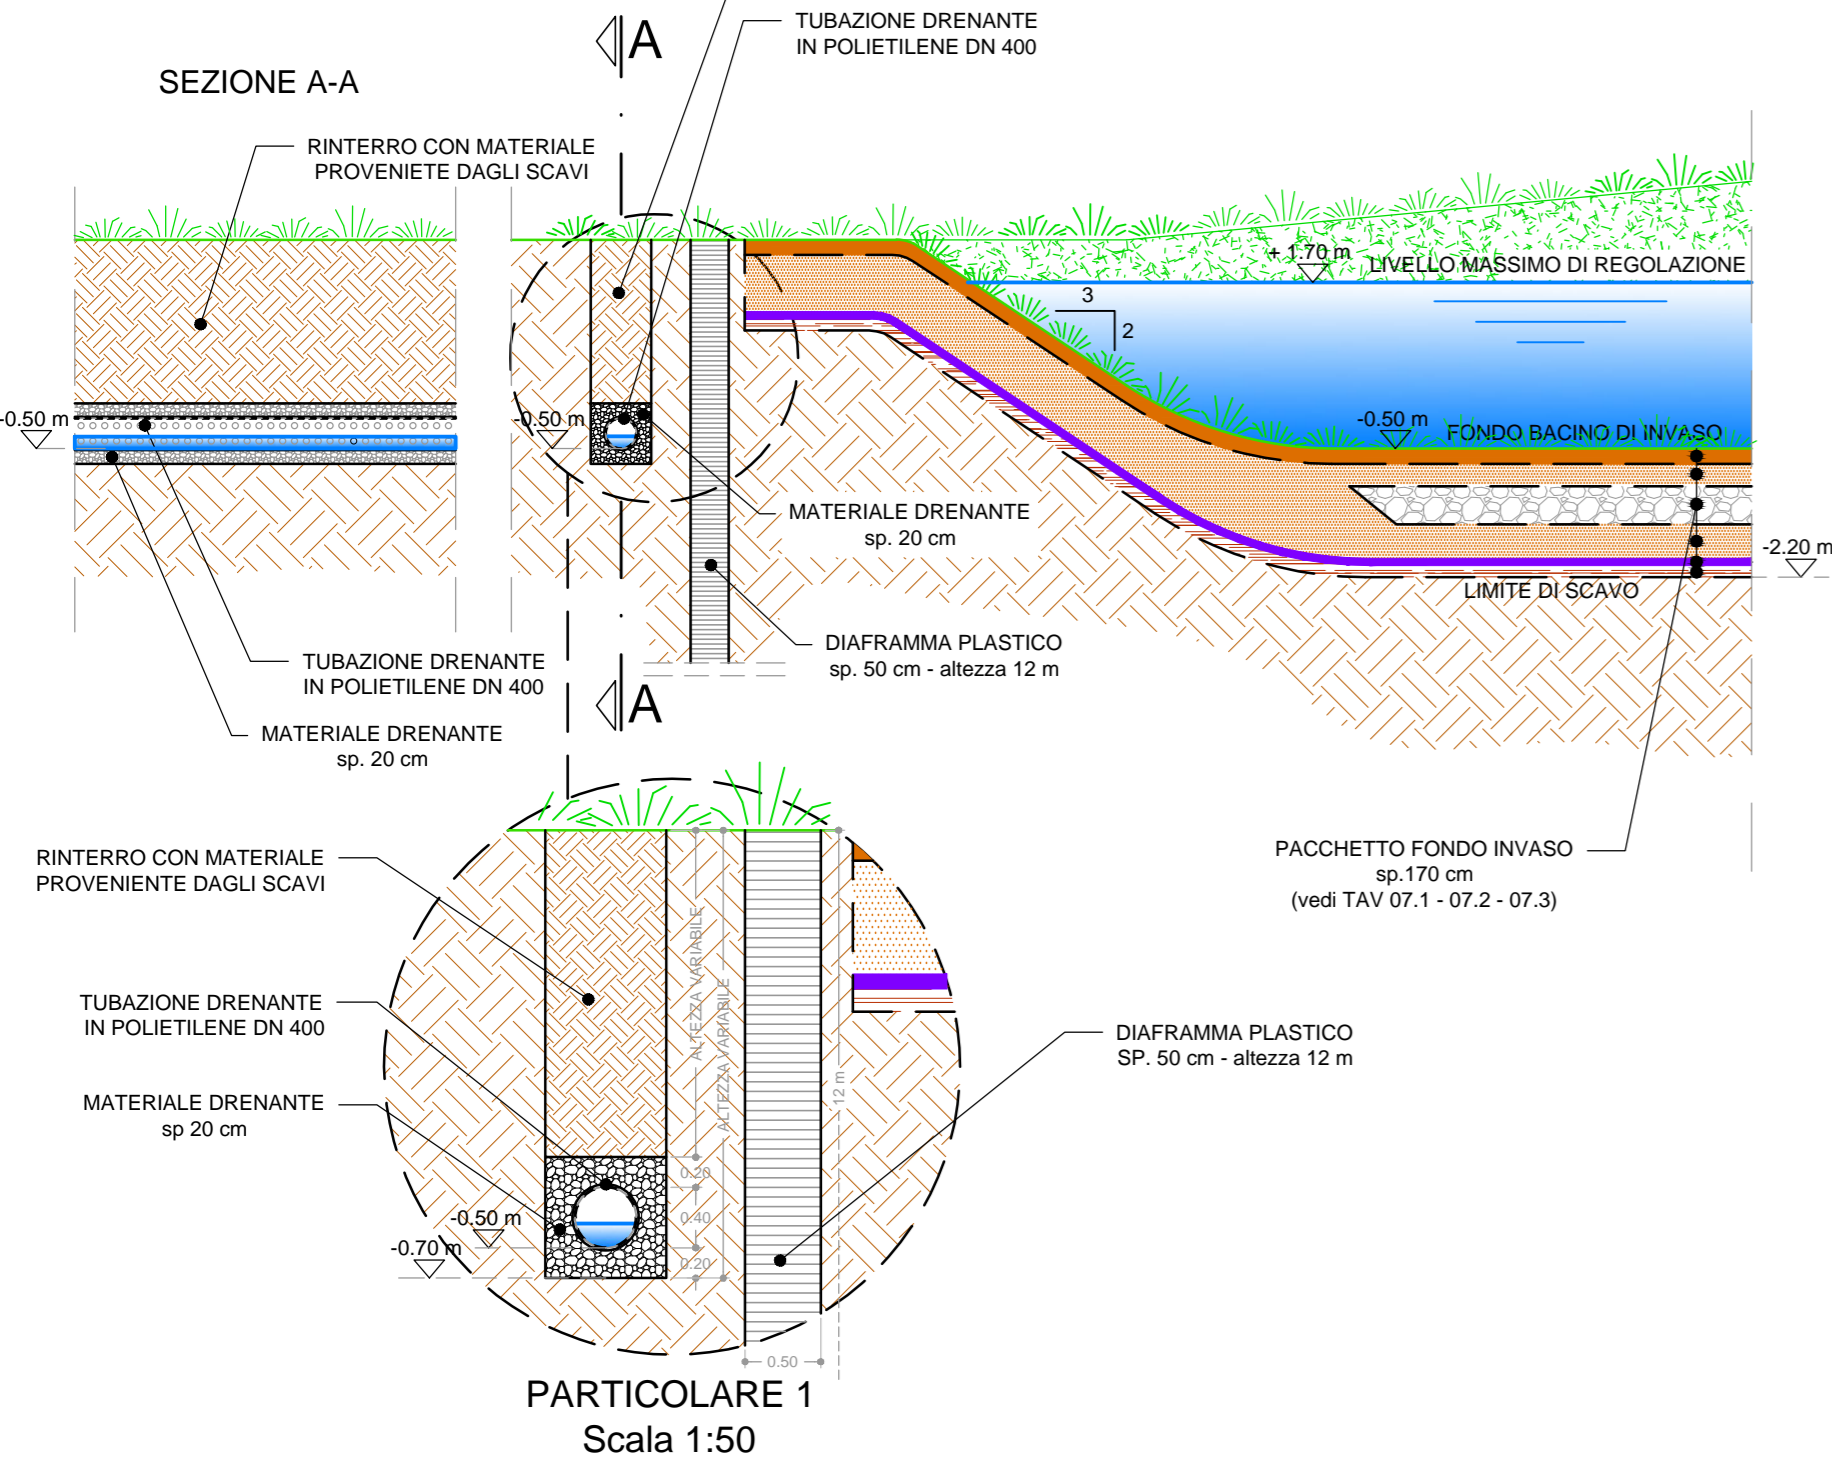 TUBAZIONE DRENANTE
IN POLIETILENE DN 400
A
SEZIONE A-A
RINTERRO CON MATERIALE
PROVENIETE DAGLI SCAVI
+ 1.70 m
LIVELLO MASSIMO DI REGOLAZIONE
3
2
-0.50 m
-0.50 m
-0.50 m
FONDO BACINO DI INVASO
MATERIALE DRENANTE
sp. 20 cm
-2.20 m
LIMITE DI SCAVO
DIAFRAMMA PLASTICO
sp. 50 cm - altezza 12 m
TUBAZIONE DRENANTE
IN POLIETILENE DN 400
A
MATERIALE DRENANTE
sp. 20 cm
RINTERRO CON MATERIALE
PROVENIENTE DAGLI SCAVI
PACCHETTO FONDO INVASO
sp.170 cm
(vedi TAV 07.1 - 07.2 - 07.3)
ALTEZZA VARIABILE
ALTEZZA VARIABILE
12 m
TUBAZIONE DRENANTE
IN POLIETILENE DN 400
DIAFRAMMA PLASTICO
SP. 50 cm - altezza 12 m
MATERIALE DRENANTE
sp 20 cm
0.20
0.40
0.20
-0.50 m
-0.70 m
0.50
PARTICOLARE 1
Scala 1:50